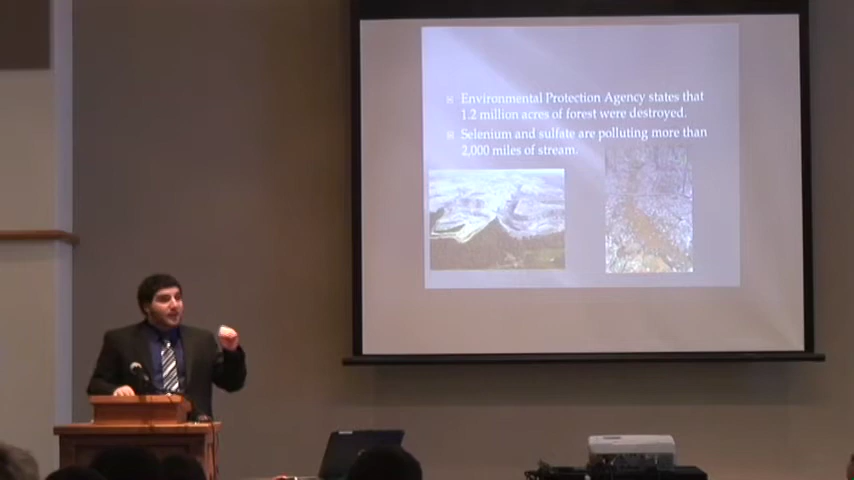 Environmental Protection Agency states that
1.2 million acres of forest were destroyed.
Selenium and sulfate are polluting more than
2,000 miles of stream.